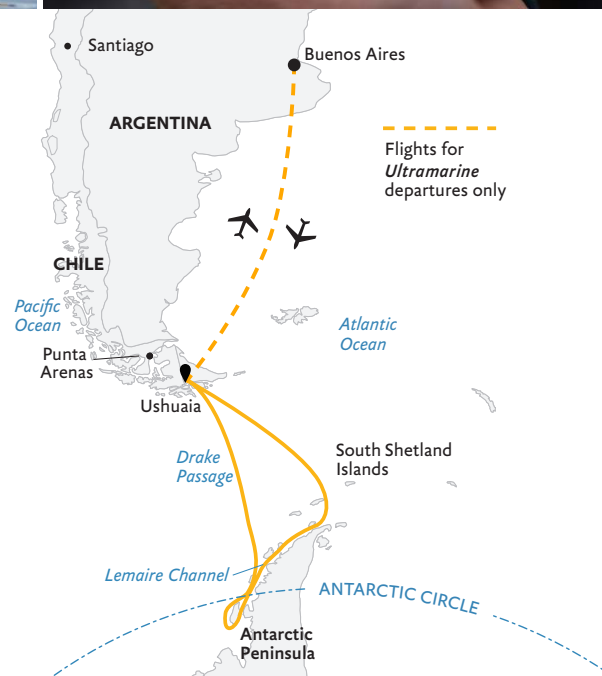 Santiago
Buenos Aires
ARGENTINA
Flights for
Ultramarine
departures only
CHILE
Pacific
Ocean
Atlantic
Ocean
Punta
Arenas
Ushuaia
Drake
Passage
South Shetland
Islands
Lemaire Channel
ANTARCTIC CIRCLE
Antarctic
Peninsula